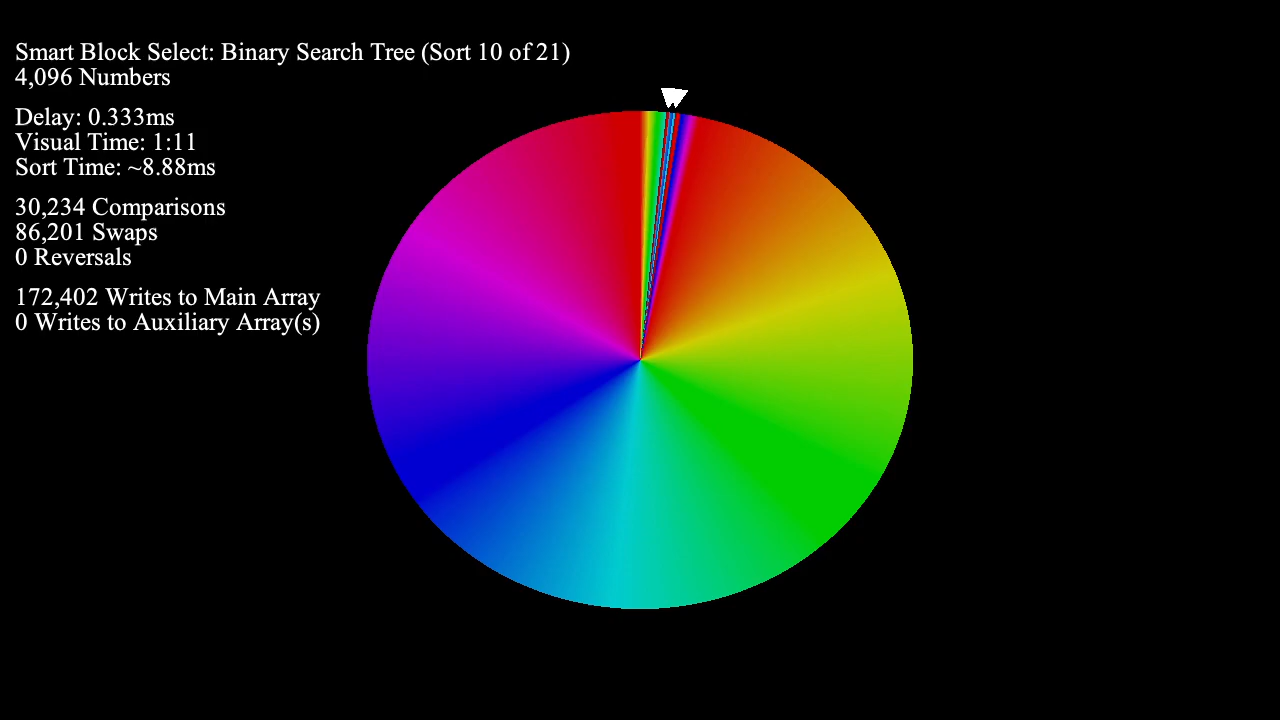 Smart Block Select: Binary Search Tree (Sort 10 of 21)
4,096 Numbers
Delay: 0.333ms
Visual Time: 1:11
Sort Time: ~8.88ms
30,234 Comparisons
86,201 Swaps
0 Reversals
172,402 Writes to Main Array
0 Writes to Auxiliary Array(s)